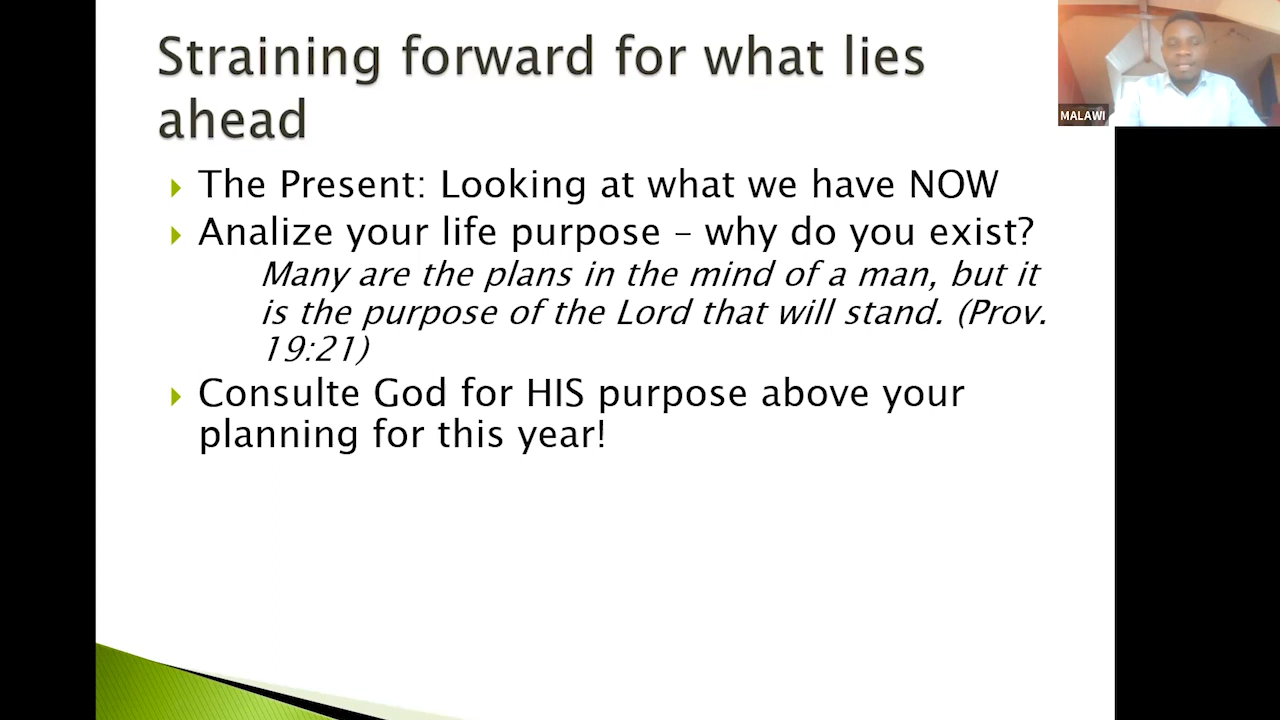 Straining forward for what lies
ahead
The Present: Looking at what we have NOW
Analize your life purpose – why do you exist?
Many are the plans in the mind of a man, but it
is the purpose of the Lord that will stand. (Prov.
19:21)
Consulte God for HIS purpose above your
planning for this year!
MALAWI